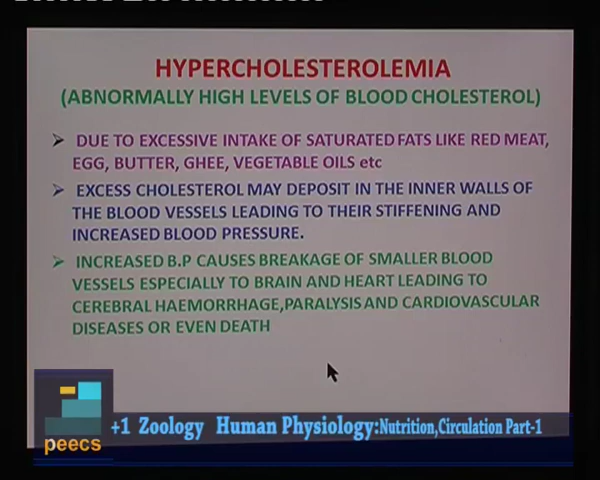 HYPERCHOLESTEROLEMIA
(ABNORMALLY HIGH LEVELS OF BLOOD CHOLESTEROL)
DUE TO EXCESSIVE INTAKE OF SATURATED FATS LIKE RED MEAT,
EGG, BUTTER, GHEE, VEGETABLE OILS etc
EXCESS CHOLESTEROL MAY DEPOSIT IN THE INNER WALLS OF
THE BLOOD VESSELS LEADING TO THEIR STIFFENING AND
INCREASED BLOOD PRESSURE.
INCREASED B.P CAUSES BREAKAGE OF SMALLER BLOOD
VESSELS ESPECIALLY TO BRAIN AND HEART LEADING TO
CEREBRAL HAEMORRHAGE,PARALYSIS AND CARDIOVASCULAR
DISEASES OR EVEN DEATH
+1 Zoology Human Physiology:Nutrition,Circulation Part-1
peecs